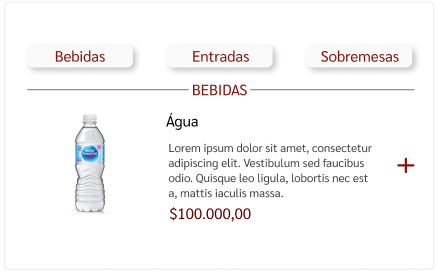 Bebidas
Entradas
Sobremesas
BEBIDAS
Água
Lorem ipsum dolor sit amet, consectetur
adipiscing elit. Vestibulum sed faucibus
odio. Quisque leo ligula, lobortis nec est
a, mattis iaculis massa.
$100.000,00